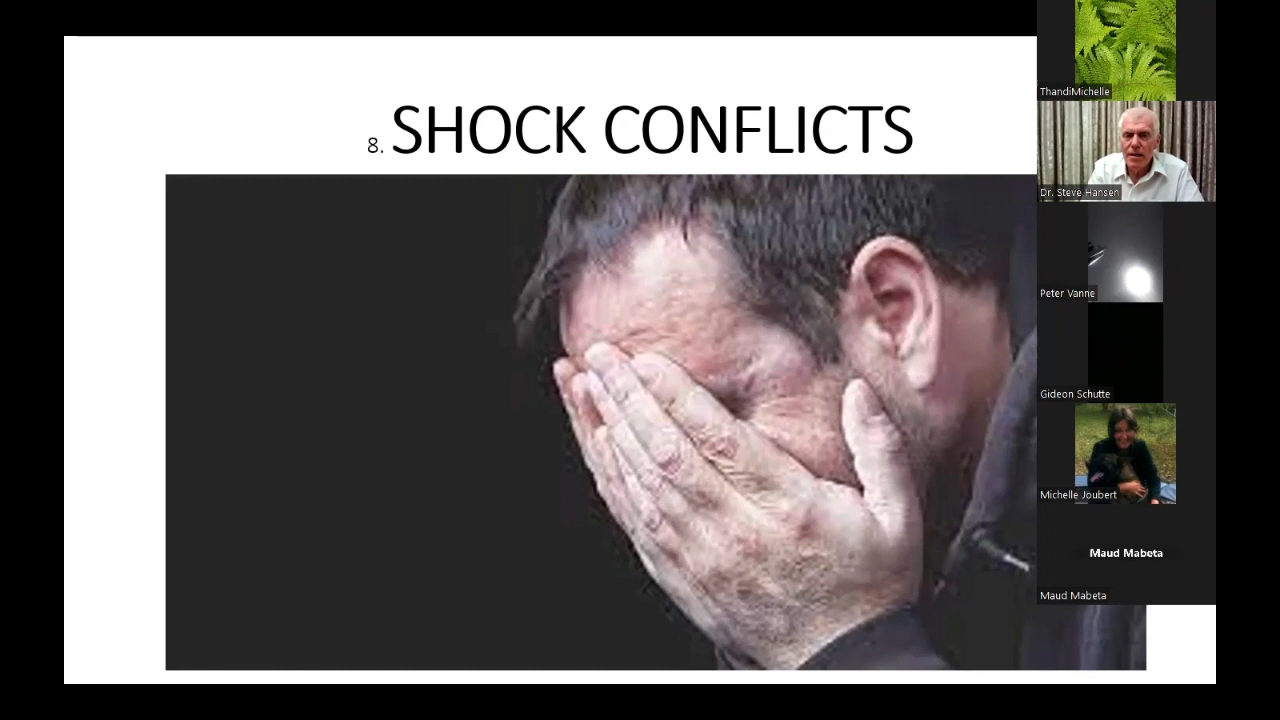 8. SHOCK CONFLICTS
ThandiMichelle
Dr. Steve Hansen
Peter Vanne
Gideon Schutte
Michelle Joubert
Maud Mabeta
Maud Mabeta